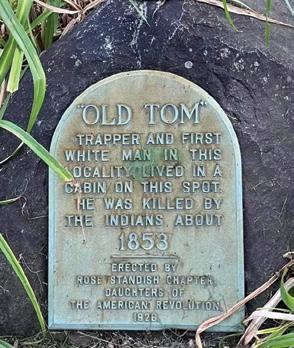 "OLD TOM"
TRAPPER AND FIRST
WHITE MAN IN THIS
LOCALITY LIVED IN A
CABIN ON THIS SPOT.
HE WAS KILLED BY
THE INDIANS ABOUT
1853
ERECTED BY
ROSE STANDISH CHAPTER
DAUGHTERS OF
THE AMERICAN REVOLUTION
1926